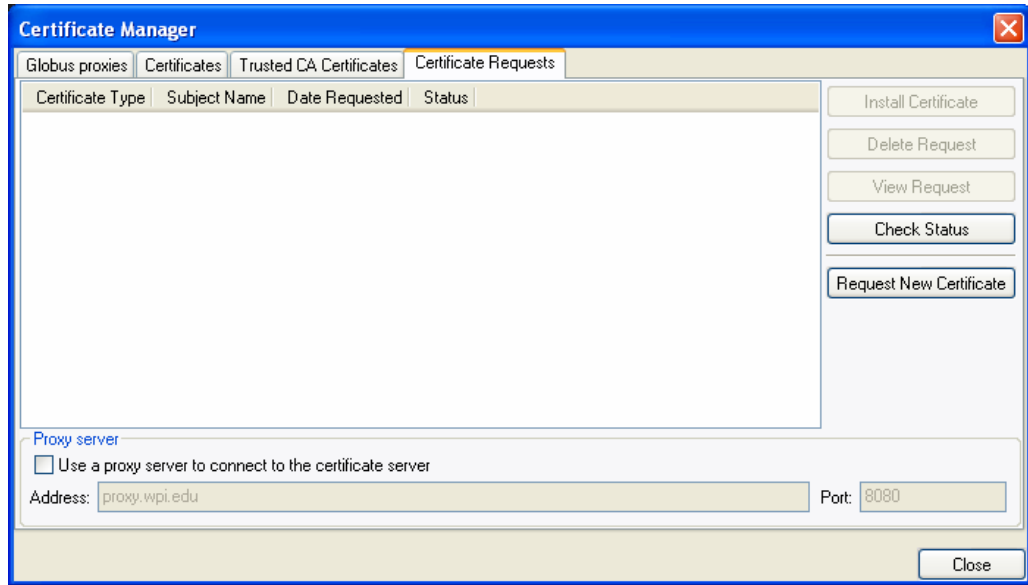 Certificate Manager
Globus proxies Certificates Trusted CA Certificates Certificate Requests
Certificate Type Subject Name Date Requested Status
Install Certificate
Delete Request
View Request
Check Status
Request New Certificate
Proxy server
Use a proxy server to connect to the certificate server
Address: proxy.wpi.edu Port: 8080
Close